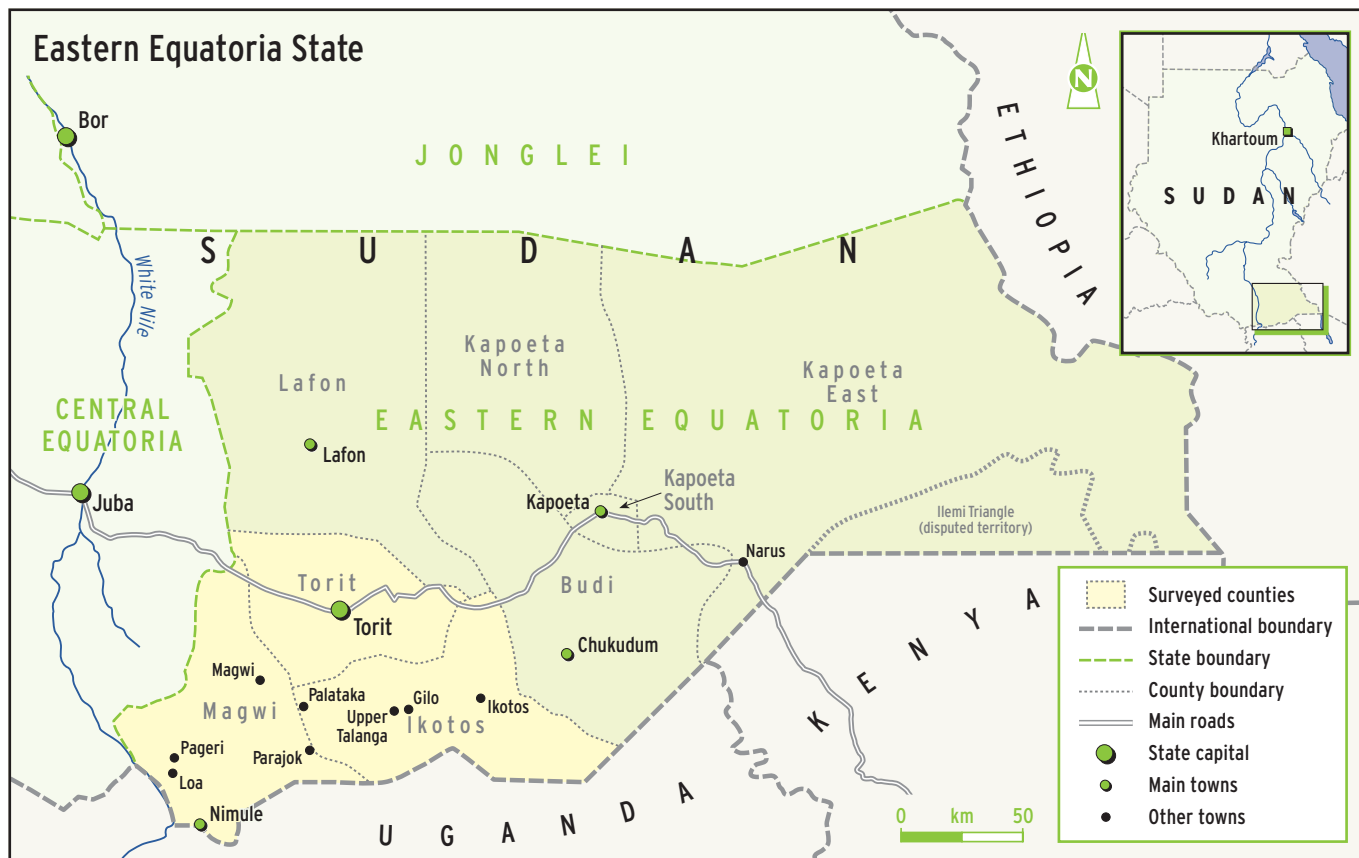 Eastern Equatoria State
N
Bor
JONGLEI
ETHIOPIA
Khartoum
SUDAN
SUDAN
White Nile
Kapoeta
North
Lafon
Kapoeta
East
CENTRAL
EQUATORIA
EASTERN EQUATORIA
Lafon
Juba
Kapoeta
Kapoeta
South
Ilemi Triangle
(disputed territory)
Narus
Torit
Budi
Torit
Chukudum
Magwi
Palataka
Gilo
Ikotos
Magwi
Upper
Talanga
Ikotos
Pageri
Parajok
Loa
Nimule
UGANDA
KENYA
0 km 50
Surveyed counties
International boundary
State boundary
County boundary
Main roads
State capital
Main towns
Other towns